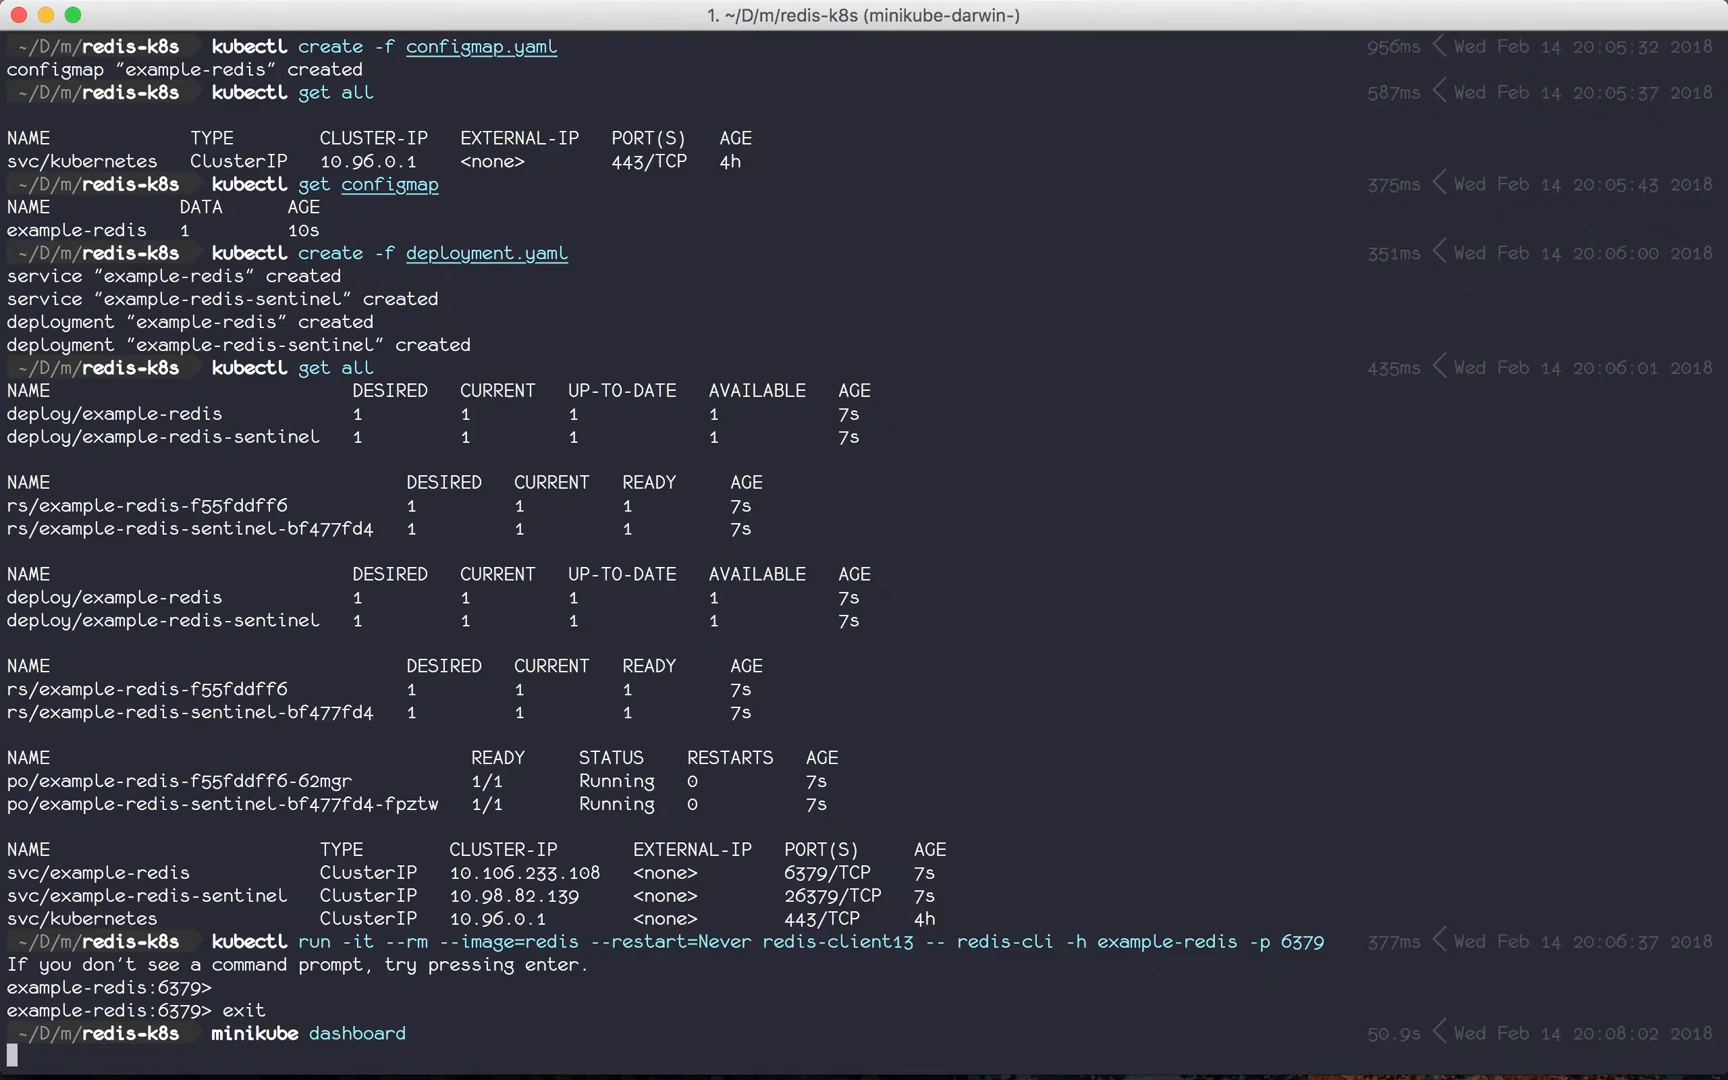 1. ~/D/m/redis-k8s (minikube-darwin-)
~/D/m/redis-k8s kubectl create -f configmap.yaml 956ms Wed Feb 14 20:05:32 2018
configmap "example-redis" created
~/D/m/redis-k8s kubectl get all 587ms Wed Feb 14 20:05:37 2018
NAME TYPE CLUSTER-IP EXTERNAL-IP PORT(S) AGE
svc/kubernetes ClusterIP 10.96.0.1 <none> 443/TCP 4h
~/D/m/redis-k8s kubectl get configmap 375ms Wed Feb 14 20:05:43 2018
NAME DATA AGE
example-redis 1 10s
~/D/m/redis-k8s kubectl create -f deployment.yaml 351ms Wed Feb 14 20:06:00 2018
service "example-redis" created
service "example-redis-sentinel" created
deployment "example-redis" created
deployment "example-redis-sentinel" created
~/D/m/redis-k8s kubectl get all 435ms Wed Feb 14 20:06:01 2018
NAME DESIRED CURRENT UP-TO-DATE AVAILABLE AGE
deploy/example-redis 1 1 1 1 7s
deploy/example-redis-sentinel 1 1 1 1 7s
NAME DESIRED CURRENT READY AGE
rs/example-redis-f55fddff6 1 1 1 7s
rs/example-redis-sentinel-bf477fd4 1 1 1 7s
NAME DESIRED CURRENT UP-TO-DATE AVAILABLE AGE
deploy/example-redis 1 1 1 1 7s
deploy/example-redis-sentinel 1 1 1 1 7s
NAME DESIRED CURRENT READY AGE
rs/example-redis-f55fddff6 1 1 1 7s
rs/example-redis-sentinel-bf477fd4 1 1 1 7s
NAME READY STATUS RESTARTS AGE
po/example-redis-f55fddff6-62mgr 1/1 Running 0 7s
po/example-redis-sentinel-bf477fd4-fpztw 1/1 Running 0 7s
NAME TYPE CLUSTER-IP EXTERNAL-IP PORT(S) AGE
svc/example-redis ClusterIP 10.106.233.108 <none> 6379/TCP 7s
svc/example-redis-sentinel ClusterIP 10.98.82.139 <none> 26379/TCP 7s
svc/kubernetes ClusterIP 10.96.0.1 <none> 443/TCP 4h
~/D/m/redis-k8s kubectl run -it --rm --image=redis --restart=Never redis-client13 -- redis-cli -h example-redis -p 6379 377ms Wed Feb 14 20:06:37 2018
If you don't see a command prompt, try pressing enter.
example-redis:6379>
example-redis:6379> exit
~/D/m/redis-k8s minikube dashboard 50.9s Wed Feb 14 20:08:02 2018